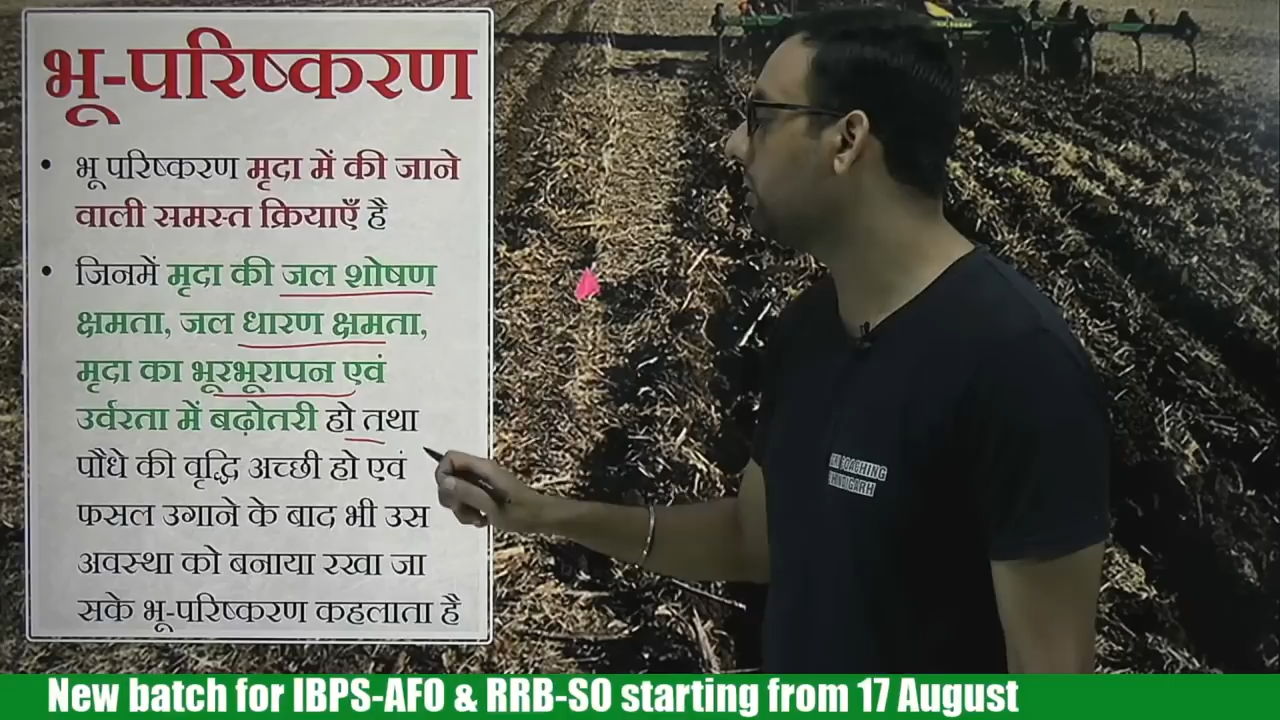 भू-परिष्करण
• भू परिष्करण मृदा में की जाने
वाली समस्त क्रियाएँ है
• जिनमें मृदा की जल शोषण
क्षमता, जल धारण क्षमता,
मृदा का भूरभूरापन एवं
उर्वरता में बढ़ोतरी हो तथा
पौधे की वृद्धि अच्छी हो एवं
फसल उगाने के बाद भी उस
अवस्था को बनाया रखा जा
सके भू-परिष्करण कहलाता है
COACHING
New batch for IBPS-AFO & RRB-SO starting from 17 August